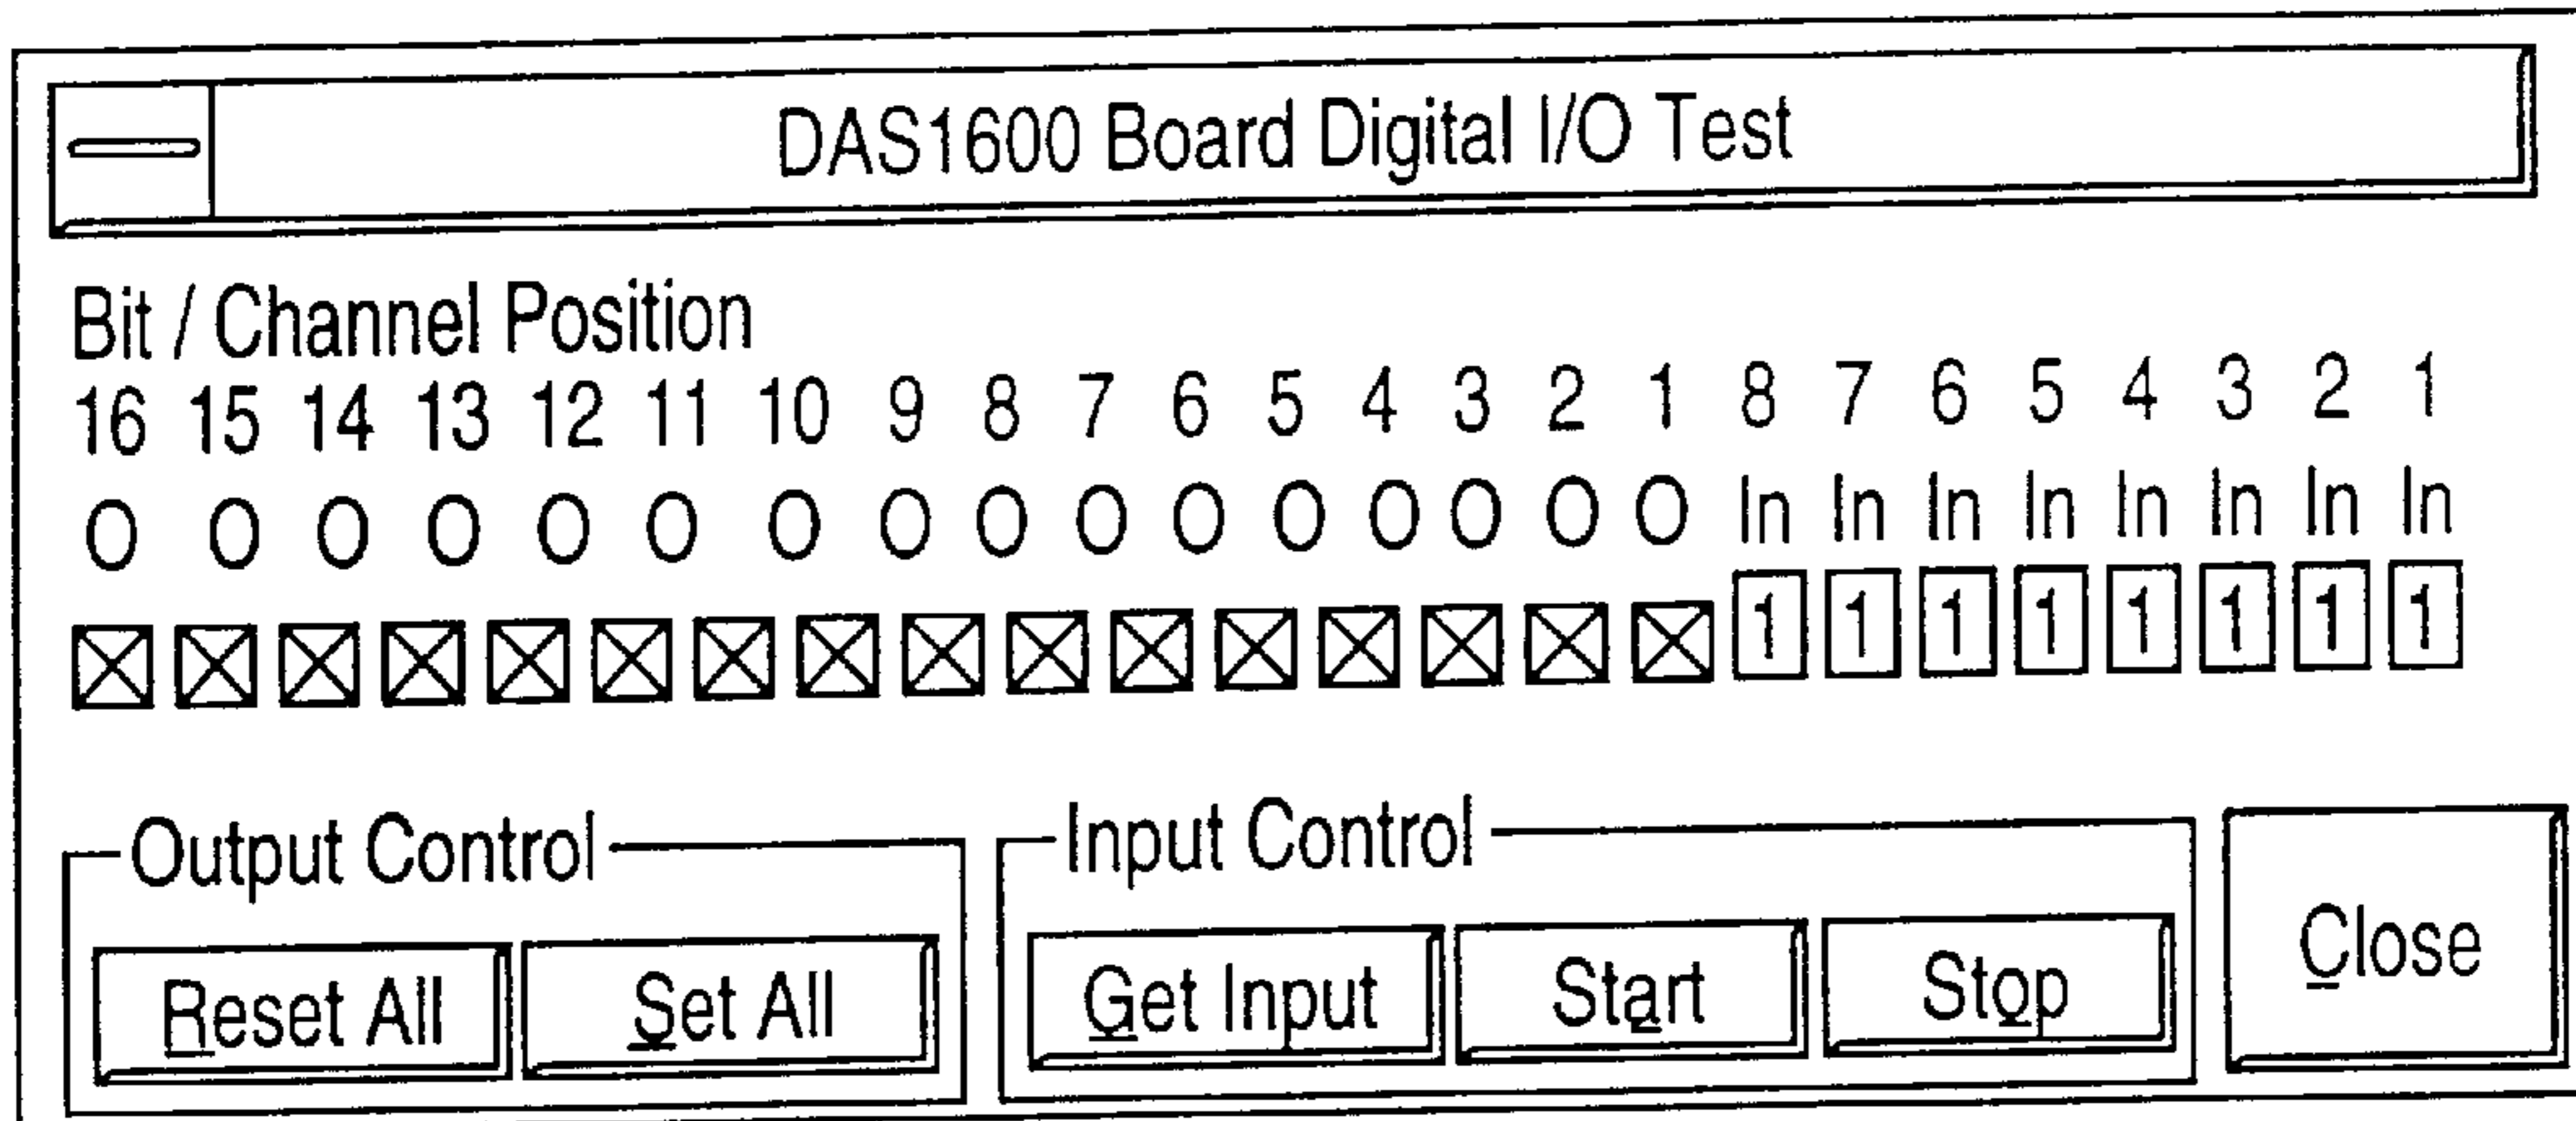 DAS1600 Board Digital I/O Test
Bit / Channel Position
16 15 14 13 12 11 10 9 8 7 6 5 4 3 2 1 8 7 6 5 4 3 2 1
O O O O O O O O O O O O O O O O In In In In In In In In
1 1 1 1 1 1 1 1
Output Control
Input Control
Reset All Set All Get Input Start Stop Close